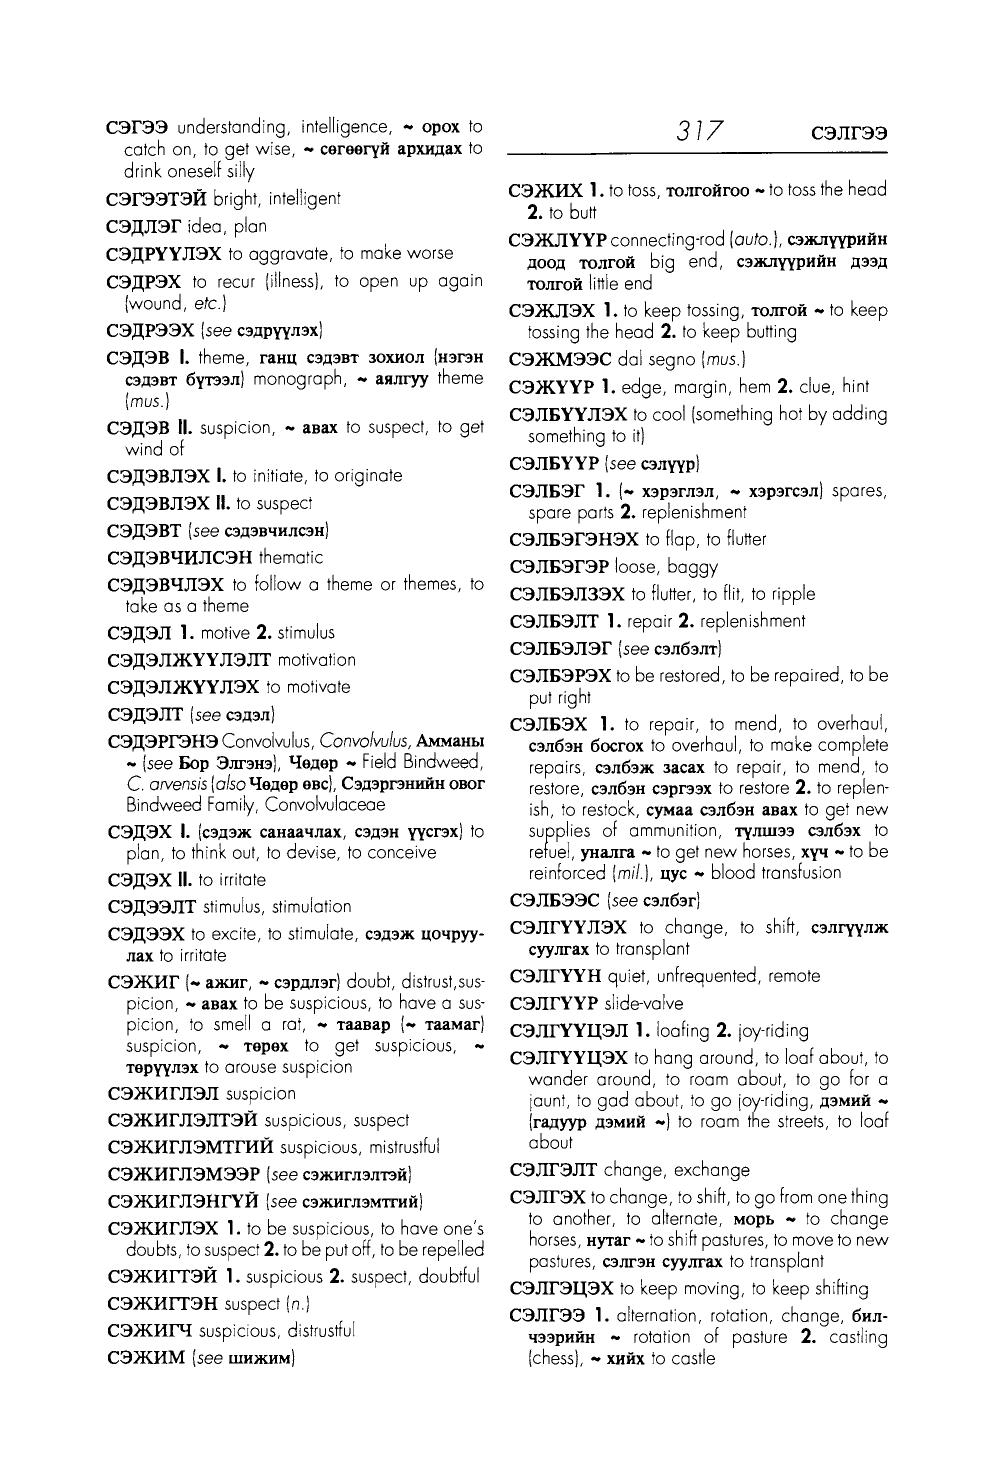 СЭГЭЭ understanding, intelligence, ~ орох to
catch on, to get wise, ~ сөгөөгүй архидах to
drink oneself silly
СЭГЭЭТЭЙ bright, intelligent
СЭДЛЭГ idea, plan
СЭДРҮҮЛЭХ to aggravate, to make worse
СЭДРЭХ to recur (illness), to open up again
(wound, etc.)
СЭДРЭЭХ (see сэдрүүлэх)
СЭДЭВ I. theme, ганц сэдэвт зохиол (нэгэн
сэдэвт бүтээл) monograph, ~ аялгуу theme
(mus.)
СЭДЭВ II. suspicion, ~ авах to suspect, to get
wind of
СЭДЭВЛЭХ I. to initiate, to originate
СЭДЭВЛЭХ II. to suspect
СЭДЭВТ (see сэдэвчилсэн)
СЭДЭВЧИЛСЭН thematic
СЭДЭВЧЛЭХ to follow a theme or themes, to
take as a theme
СЭДЭЛ 1. motive 2. stimulus
СЭДЭЛЖҮҮЛЭЛТ motivation
СЭДЭЛЖҮҮЛЭХ to motivate
СЭДЭЛТ (see сэдэл)
СЭДЭРГЭНЭ Convolvulus, Convolvulus, Амманы
~ (see Бор Элгэнэ), Чөдөр ~ Field Bindweed,
C. arvensis (also Чөдөр өвс), Сэдэргэнийн овог
Bindweed Family, Convolvulaceae
СЭДЭХ I. (сэдэж санаачлах, сэдэн үүсгэх) to
plan, to think out, to devise, to conceive
СЭДЭХ II. to irritate
СЭДЭЭЛТ stimulus, stimulation
СЭДЭЭХ to excite, to stimulate, сэдэж цочруу-
лах to irritate
СЭЖИГ (~ ажиг, ~ сэрдлэг) doubt, distrust,sus-
picion, ~ авах to be suspicious, to have a sus-
picion, to smell a rat, ~ таавар (~ таамаг)
suspicion, ~ төрөх to get suspicious, ~
төрүүлэх to arouse suspicion
СЭЖИГЛЭЛ suspicion
СЭЖИГЛЭЛТЭЙ suspicious, suspect
СЭЖИГЛЭМТГИЙ suspicious, mistrustful
СЭЖИГЛЭМЭЭР (see сэжиглэлтэй)
СЭЖИГЛЭНГҮЙ (see сэжиглэмтгий)
СЭЖИГЛЭХ 1. to be suspicious, to have one's
doubts, to suspect 2. to be put off, to be repelled
СЭЖИГТЭЙ 1. suspicious 2. suspect, doubtful
СЭЖИГТЭН suspect (n.)
СЭЖИГЧ suspicious, distrustful
СЭЖИМ (see шижим)
317 СЭЛГЭЭ
СЭЖИХ 1. to toss, толгойгоо ~ to toss the head
2. to butt
СЭЖЛҮҮР connecting-rod (auto.), сэжлүүрийн
доод толгой big end, сэжлүүрийн дээд
толгой little end
СЭЖЛЭХ 1. to keep tossing, толгой ~ to keep
tossing the head 2. to keep butting
СЭЖМЭЭС dal segno (mus.)
СЭЖҮҮР 1. edge, margin, hem 2. clue, hint
СЭЛБҮҮЛЭХ to cool (something hot by adding
something to it)
СЭЛБҮҮР (see сэлүүр)
СЭЛБЭГ 1. (~ хэрэглэл, ~ хэрэгсэл) spares,
spare parts 2. replenishment
СЭЛБЭГЭНЭХ to flap, to flutter
СЭЛБЭГЭР loose, baggy
СЭЛБЭЛЗЭХ to flutter, to flit, to ripple
СЭЛБЭЛТ 1. repair 2. replenishment
СЭЛБЭЛЭГ (see сэлбэлт)
СЭЛБЭРЭХ to be restored, to be repaired, to be
put right
СЭЛБЭХ 1. to repair, to mend, to overhaul,
сэлбэн босгох to overhaul, to make complete
repairs, сэлбэж засах to repair, to mend, to
restore, сэлбэн сэргээх to restore 2. to replen-
ish, to restock, сумаа сэлбэн авах to get new
supplies of ammunition, түлшээ сэлбэх to
refuel, уналга ~ to get new horses, хүч ~ to be
reinforced (mil.), цус ~ blood transfusion
СЭЛБЭЭС (see сэлбэг)
СЭЛГҮҮЛЭХ to change, to shift, сэлгүүлж
суулгах to transplant
СЭЛГҮҮН quiet, unfrequented, remote
СЭЛГҮҮР slide-valve
СЭЛГҮҮЦЭЛ 1. loafing 2. joy-riding
СЭЛГҮҮЦЭХ to hang around, to loaf about, to
wander around, to roam about, to go for a
jaunt, to gad about, to go joy-riding, дэмий ~
(гадуур дэмий ~) to roam the streets, to loaf
about
СЭЛГЭЛТ change, exchange
СЭЛГЭХ to change, to shift, to go from one thing
to another, to alternate, морь ~ to change
horses, нутаг ~ to shift pastures, to move to new
pastures, сэлгэн суулгах to transplant
СЭЛГЭЦЭХ to keep moving, to keep shifting
СЭЛГЭЭ 1. alternation, rotation, change, бил-
чээрийн ~ rotation of pasture 2. castling
(chess), ~ хийх to castle